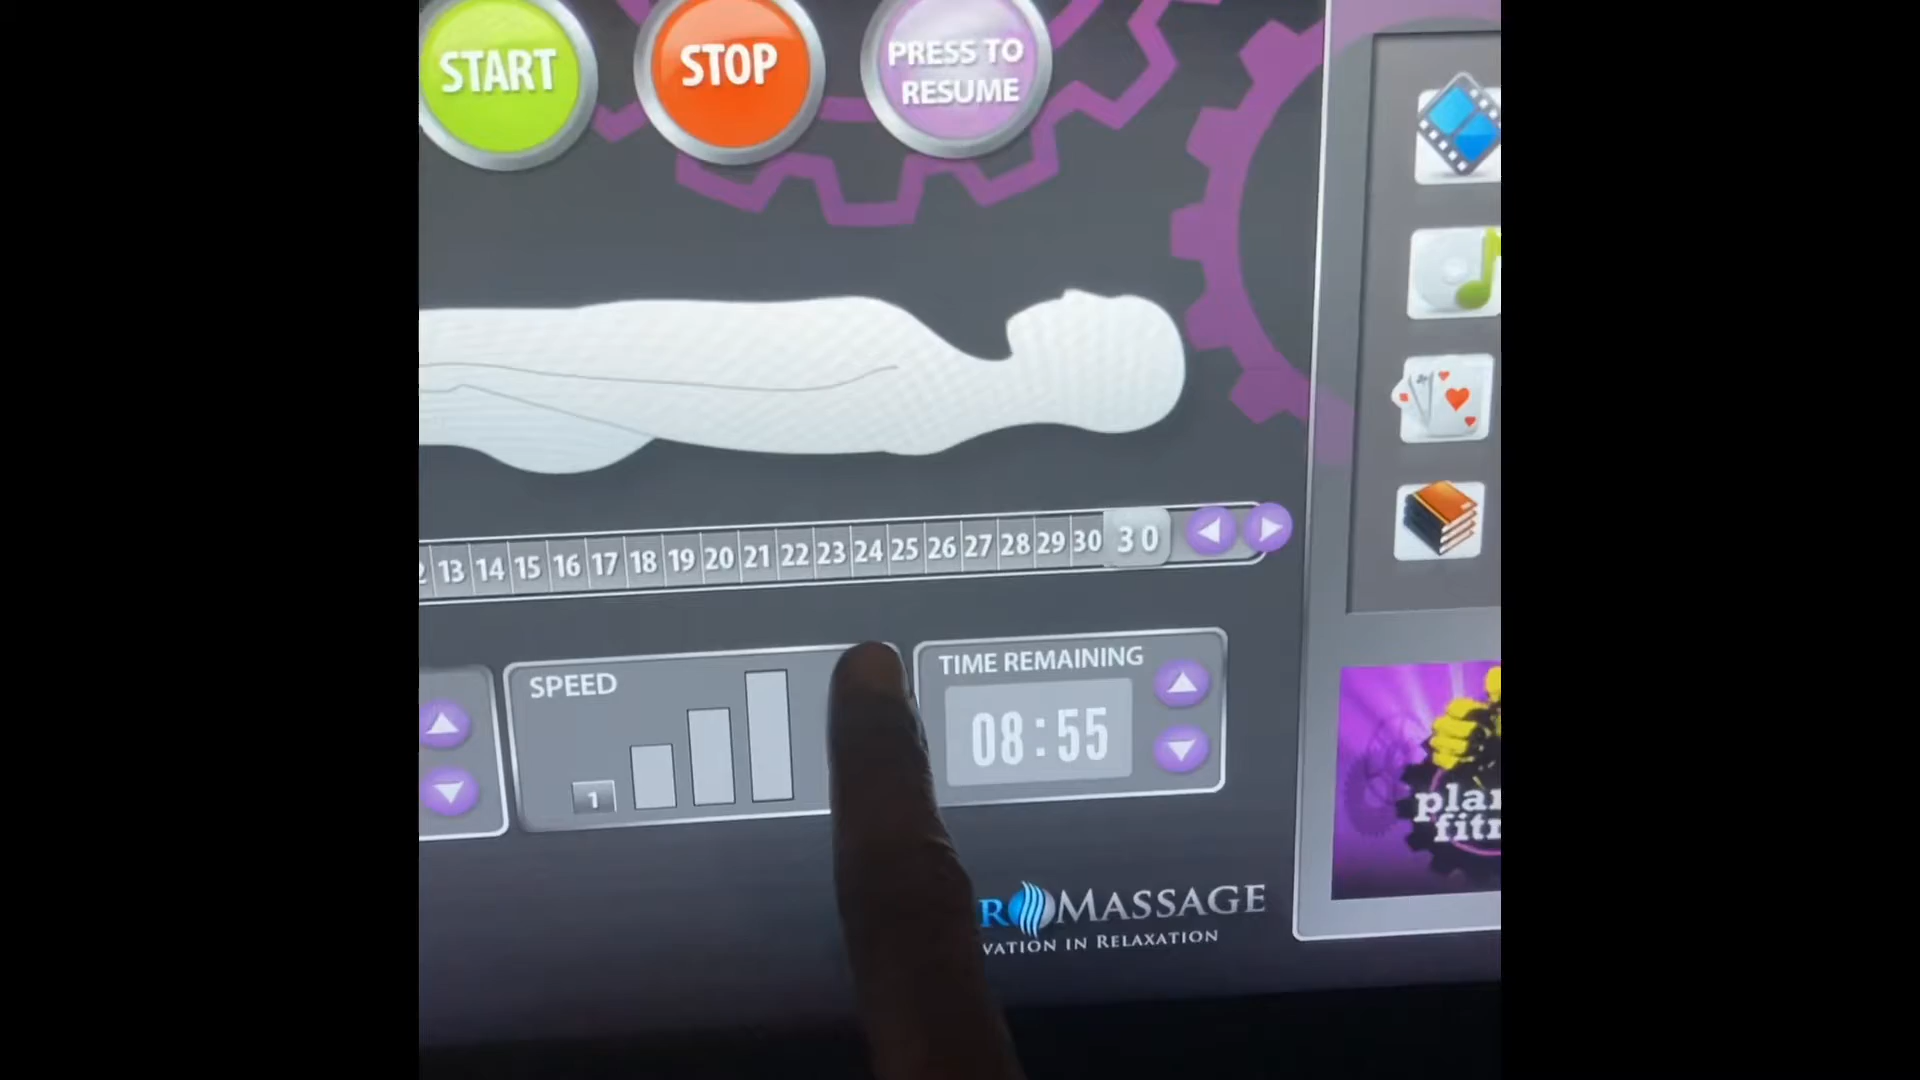 START
STOP
PRESS TO
RESUME
13 14 15 16 17 18 19 20 21 22 23 24 25 26 27 28 29 30 30
SPEED
1
TIME REMAINING
08:55
MASSAGE
IN RELAXATION